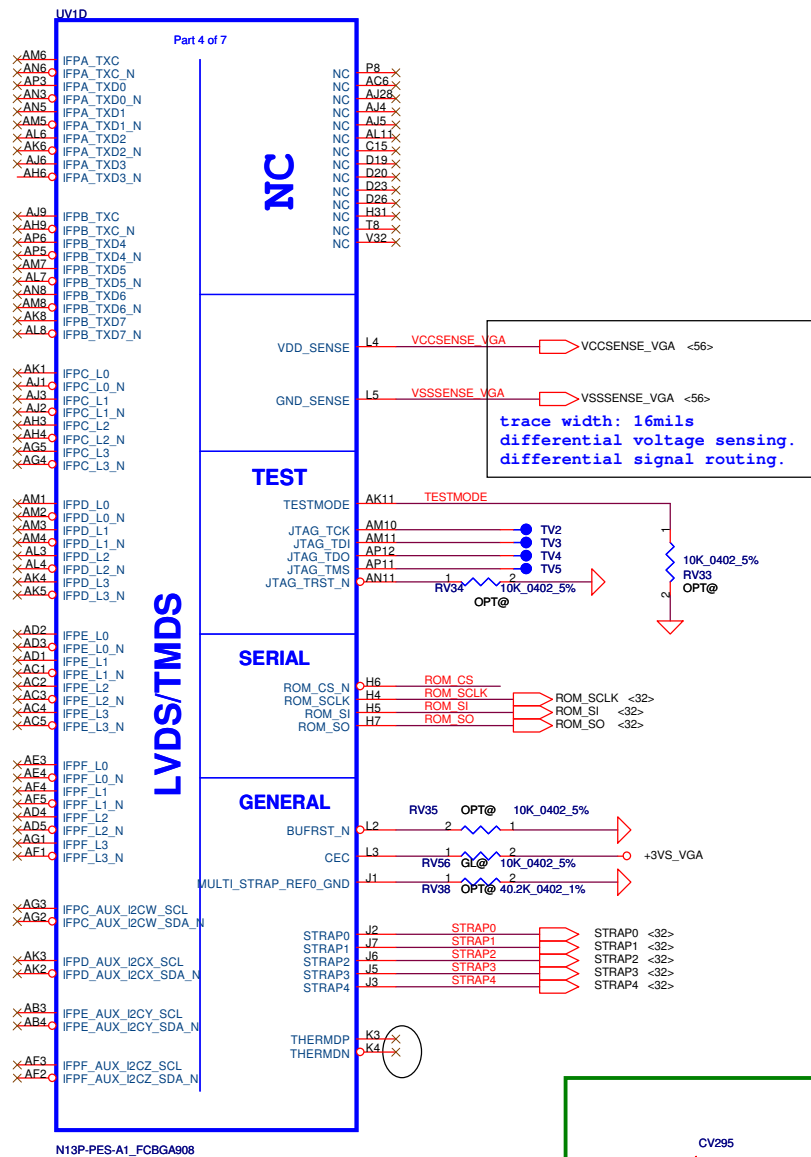 UV1D
Part 4 of 7
AM6 IFPA_TXC
AN6 IFPA_TXC_N
AP3 IFPA_TXD0
AN3 IFPA_TXD0_N
AN5 IFPA_TXD1
AM5 IFPA_TXD1_N
AL6 IFPA_TXD2
AK6 IFPA_TXD2_N
AJ6 IFPA_TXD3
AH6 IFPA_TXD3_N
AJ9 IFPB_TXC
AH9 IFPB_TXC_N
AP6 IFPB_TXD4
AP5 IFPB_TXD4_N
AM7 IFPB_TXD5
AL7 IFPB_TXD5_N
AN8 IFPB_TXD6
AM8 IFPB_TXD6_N
AK8 IFPB_TXD7
AL8 IFPB_TXD7_N
AK1 IFPC_L0
AJ1 IFPC_L0_N
AJ3 IFPC_L1
AJ2 IFPC_L1_N
AH3 IFPC_L2
AH4 IFPC_L2_N
AG5 IFPC_L3
AG4 IFPC_L3_N
AM1 IFPD_L0
AM2 IFPD_L0_N
AM3 IFPD_L1
AM4 IFPD_L1_N
AL3 IFPD_L2
AL4 IFPD_L2_N
AK4 IFPD_L3
AK5 IFPD_L3_N
AD2 IFPE_L0
AD3 IFPE_L0_N
AD1 IFPE_L1
AC1 IFPE_L1_N
AC2 IFPE_L2
AC3 IFPE_L2_N
AC4 IFPE_L3
AC5 IFPE_L3_N
AE3 IFPF_L0
AE4 IFPF_L0_N
AF4 IFPF_L1
AF5 IFPF_L1_N
AD4 IFPF_L2
AD5 IFPF_L2_N
AG1 IFPF_L3
AF1 IFPF_L3_N
AG3 IFPC_AUX_I2CW_SCL
AG2 IFPC_AUX_I2CW_SDA_N
AK3 IFPD_AUX_I2CX_SCL
AK2 IFPD_AUX_I2CX_SDA_N
AB3 IFPE_AUX_I2CY_SCL
AB4 IFPE_AUX_I2CY_SDA_N
AF3 IFPF_AUX_I2CZ_SCL
AF2 IFPF_AUX_I2CZ_SDA_N
LVDS/TMDS
NC
NC P8
NC AC6
NC AJ28
NC AJ4
NC AJ5
NC AL11
NC C15
NC D19
NC D20
NC D23
NC D26
NC H31
NC T8
NC V32
VDD_SENSE L4 VCCSENSE_VGA VCCSENSE_VGA <56>
GND_SENSE L5 VSSSENSE_VGA VSSSENSE_VGA <56>
trace width: 16mils
differential voltage sensing.
differential signal routing.
TEST
TESTMODE AK11 TESTMODE
JTAG_TCK AM10 TV2
JTAG_TDI AM11 TV3
JTAG_TDO AP12 TV4
JTAG_TMS AP11 TV5
JTAG_TRST_N AN11 1 2
RV34 10K_0402_5%
OPT@
1
10K_0402_5%
RV33
OPT@
2
SERIAL
ROM_CS_N H6 ROM_CS
ROM_SCLK H4 ROM_SCLK ROM_SCLK <32>
ROM_SI H5 ROM_SI ROM_SI <32>
ROM_SO H7 ROM_SO ROM_SO <32>
GENERAL
RV35 OPT@ 10K_0402_5%
BUFRST_N L2 2 1
CEC L3 1 2 +3VS_VGA
RV56 GL@ 10K_0402_5%
MULTI_STRAP_REF0_GND J1 1 2
RV38 OPT@ 40.2K_0402_1%
STRAP0 J2 STRAP0 STRAP0 <32>
STRAP1 J7 STRAP1 STRAP1 <32>
STRAP2 J6 STRAP2 STRAP2 <32>
STRAP3 J5 STRAP3 STRAP3 <32>
STRAP4 J3 STRAP4 STRAP4 <32>
THERMDP K3
THERMDN K4
N13P-PES-A1_FCBGA908
CV295